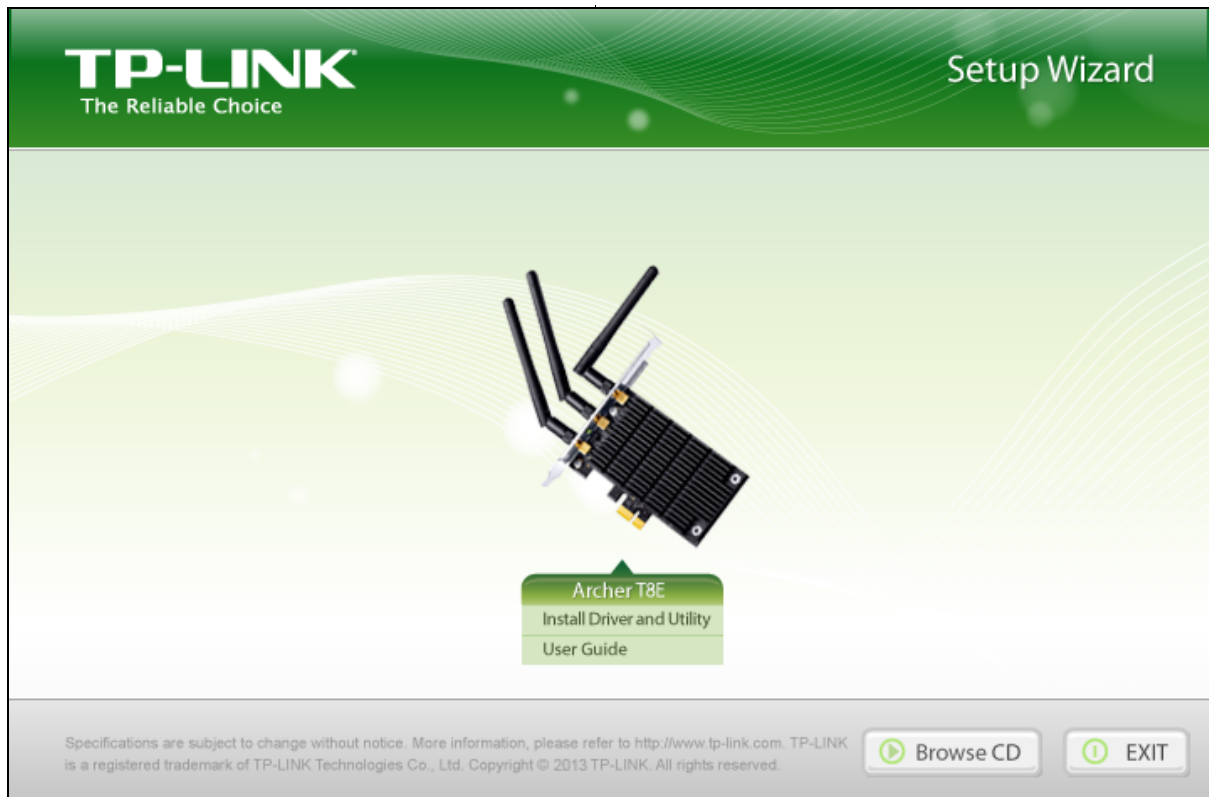 TP-LINK
The Reliable Choice
Setup Wizard
Archer T8E
Install Driver and Utility
User Guide
Specifications are subject to change without notice. More information, please refer to http://www.tp-link.com. TP-LINK
is a registered trademark of TP-LINK Technologies Co., Ltd. Copyright © 2013 TP-LINK. All rights reserved.
Browse CD
EXIT